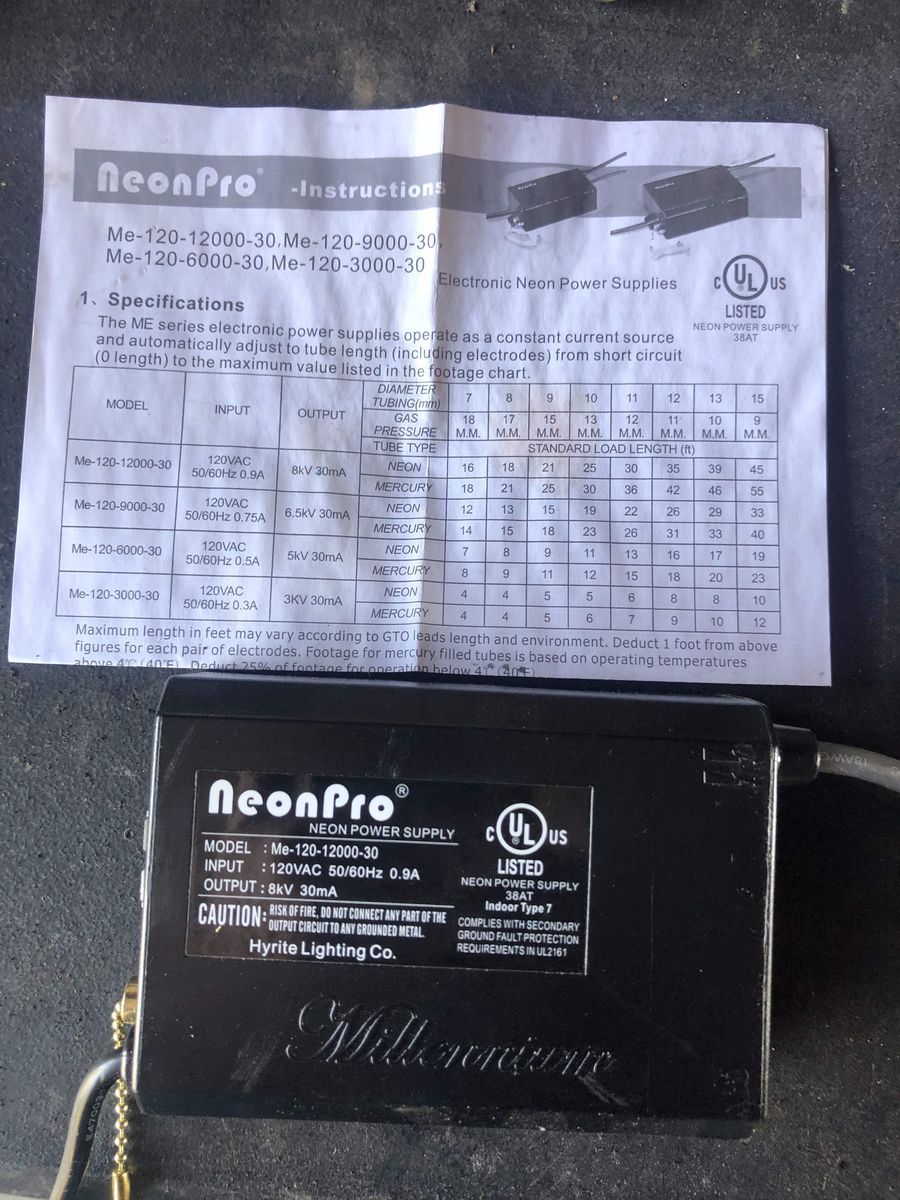 NeonPro® -Instructions
Me-120-12000-30, Me-120-9000-30,
Me-120-6000-30, Me-120-3000-30
Electronic Neon Power Supplies
C UL US
®
LISTED
NEON POWER SUPPLY
38AT
1、Specifications
The ME series electronic power supplies operate as a constant current source
and automatically adjust to tube length (including electrodes) from short circuit
(0 length) to the maximum value listed in the footage chart.
MODEL INPUT OUTPUT DIAMETER TUBING(mm) 7 8 9 10 11 12 13 15
GAS PRESSURE 18 M.M. 17 M.M. 15 M.M. 13 M.M. 12 M.M. 11 M.M. 10 M.M. 9 M.M.
TUBE TYPE STANDARD LOAD LENGTH (ft)
Me-120-12000-30 120VAC 50/60Hz 0.9A 8kV 30mA NEON 16 18 21 25 30 35 39 45
MERCURY 18 21 25 30 36 42 46 55
Me-120-9000-30 120VAC 50/60Hz 0.75A 6.5kV 30mA NEON 12 13 15 19 22 26 29 33
MERCURY 14 15 18 23 26 31 33 40
Me-120-6000-30 120VAC 50/60Hz 0.5A 5kV 30mA NEON 7 8 9 11 13 16 17 19
MERCURY 8 9 11 12 15 18 20 23
Me-120-3000-30 120VAC 50/60Hz 0.3A 3KV 30mA NEON 4 4 5 5 6 8 8 10
MERCURY 4 4 5 6 7 9 10 12
Maximum length in feet may vary according to GTO leads length and environment. Deduct 1 foot from above
figures for each pair of electrodes. Footage for mercury filled tubes is based on operating temperatures
above 4℃ (40℉). Deduct 25% of footage for operation below 4℃ (40℉)
NeonPro®
NEON POWER SUPPLY
MODEL : Me-120-12000-30
INPUT : 120VAC 50/60Hz 0.9A
OUTPUT : 8kV 30mA
CAUTION: RISK OF FIRE, DO NOT CONNECT ANY PART OF THE
OUTPUT CIRCUIT TO ANY GROUNDED METAL.
Hyrite Lighting Co.
C UL US
®
LISTED
NEON POWER SUPPLY
38AT
Indoor Type 7
COMPLIES WITH SECONDARY
GROUND FAULT PROTECTION
REQUIREMENTS IN UL2161
Millennium